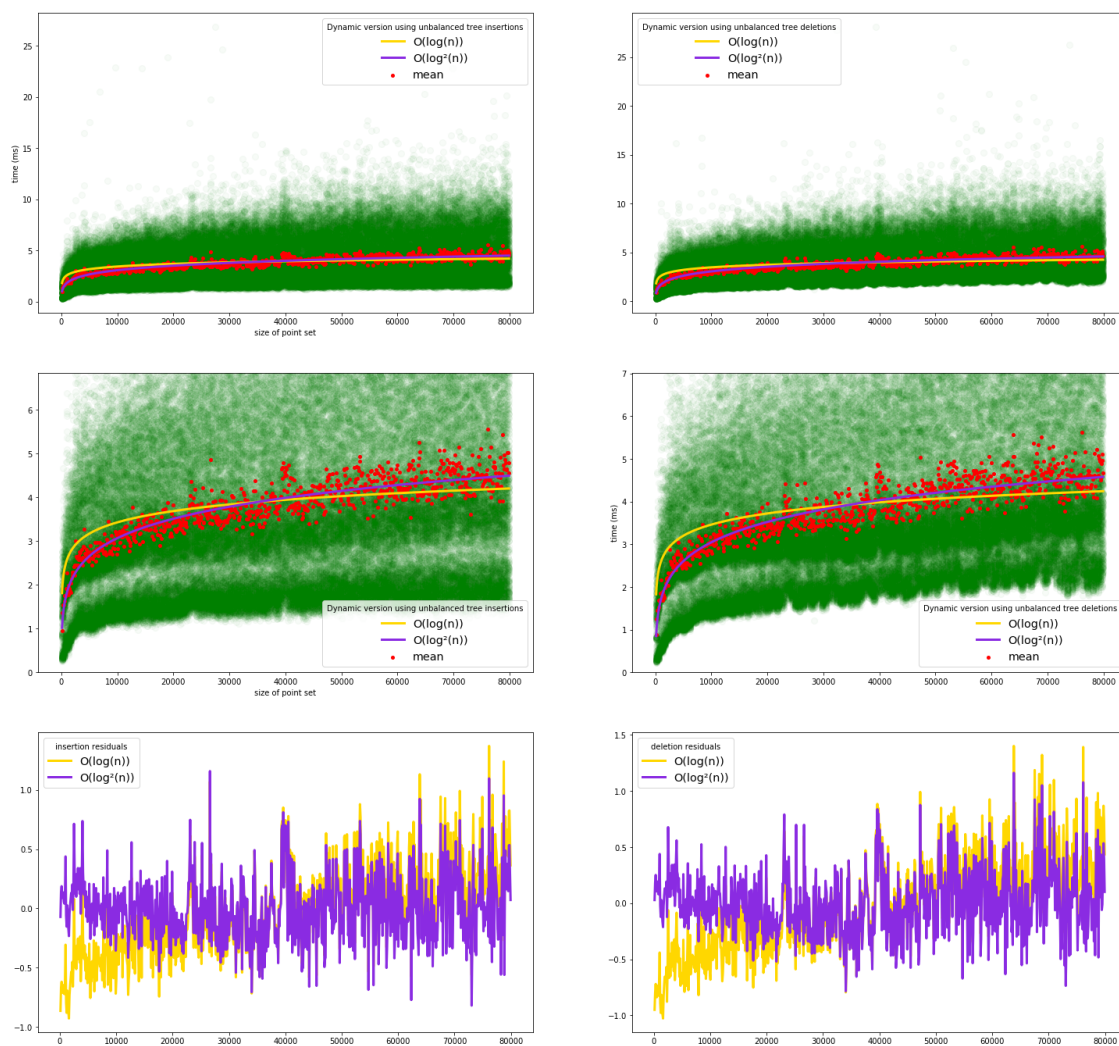 Dynamic version using unbalanced tree insertions
O(log(n))
O(log²(n))
mean
25
20
15
10
5
0
time (ms)
0 10000 20000 30000 40000 50000 60000 70000 80000
size of point set
Dynamic version using unbalanced tree deletions
O(log(n))
O(log²(n))
mean
25
20
15
10
5
0
0 10000 20000 30000 40000 50000 60000 70000 80000
6
5
4
3
2
1
0
Dynamic version using unbalanced tree insertions
O(log(n))
O(log²(n))
mean
0 10000 20000 30000 40000 50000 60000 70000 80000
size of point set
7
6
5
4
3
2
1
0
time (ms)
Dynamic version using unbalanced tree deletions
O(log(n))
O(log²(n))
mean
0 10000 20000 30000 40000 50000 60000 70000 80000
insertion residuals
O(log(n))
O(log²(n))
1.0
0.5
0.0
−0.5
−1.0
0 10000 20000 30000 40000 50000 60000 70000 80000
deletion residuals
O(log(n))
O(log²(n))
1.5
1.0
0.5
0.0
−0.5
−1.0
0 10000 20000 30000 40000 50000 60000 70000 80000